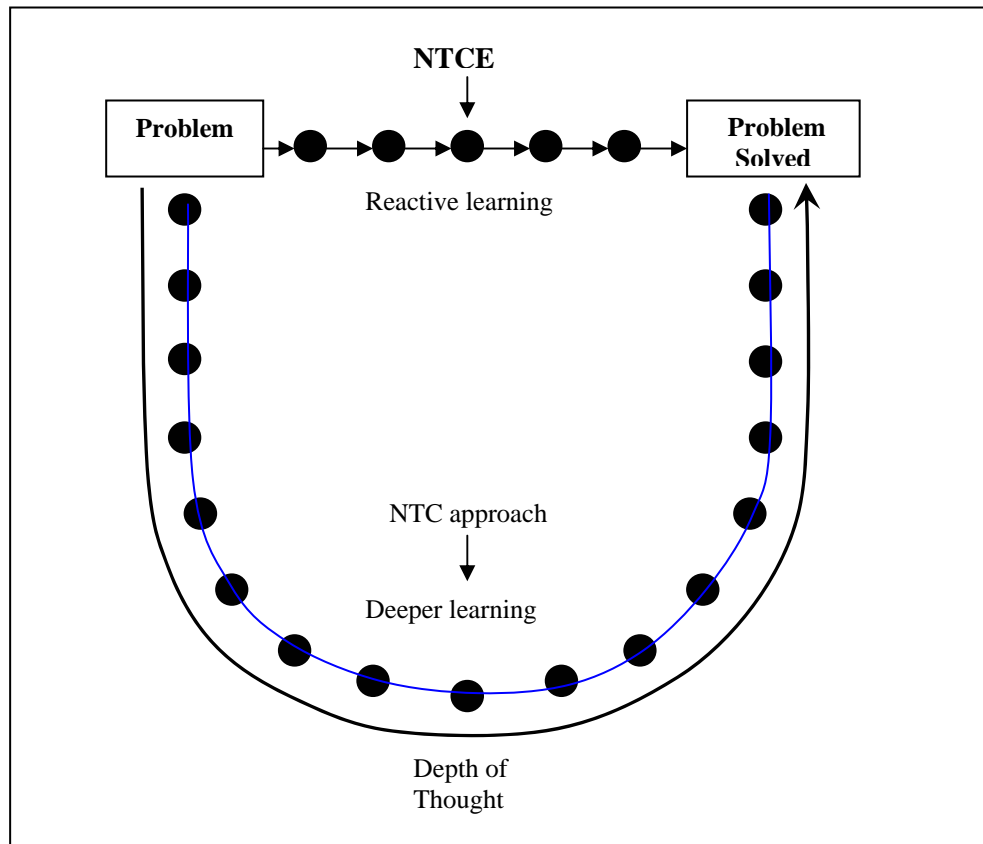 NTCE
Problem
Problem
Solved
Reactive learning
NTC approach
Deeper learning
Depth of
Thought